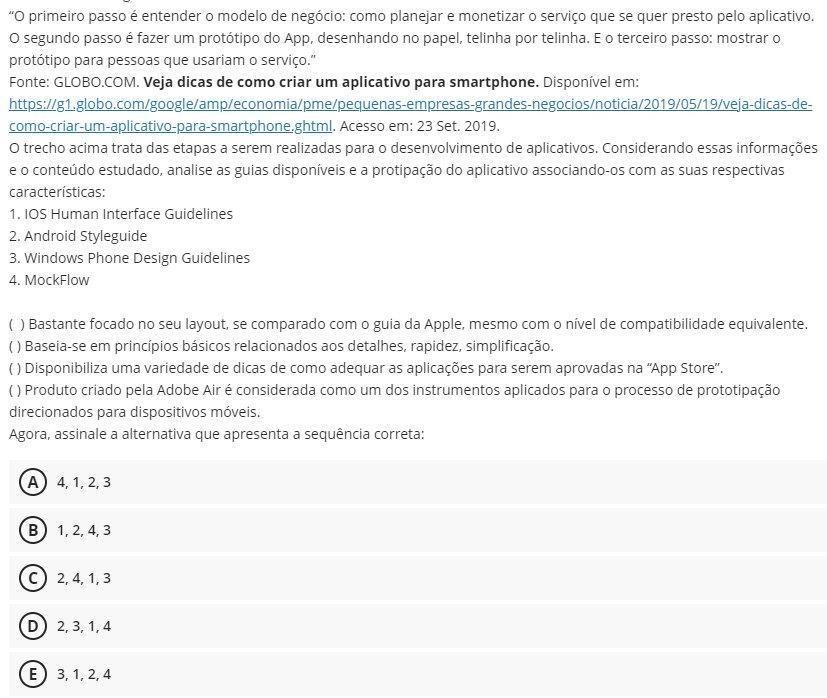 “O primeiro passo é entender o modelo de negócio: como planejar e monetizar o serviço que se quer presto pelo aplicativo.
O segundo passo é fazer um protótipo do App, desenhando no papel, telinha por telinha. E o terceiro passo: mostrar o
protótipo para pessoas que usariam o serviço.”
Fonte: GLOBO.COM. Veja dicas de como criar um aplicativo para smartphone. Disponível em:
https://g1.globo.com/google/amp/economia/pme/pequenas-empresas-grandes-negocios/noticia/2019/05/19/veja-dicas-de-
como-criar-um-aplicativo-para-smartphone.ghtml. Acesso em: 23 Set. 2019.
O trecho acima trata das etapas a serem realizadas para o desenvolvimento de aplicativos. Considerando essas informações
e o conteúdo estudado, analise as guias disponíveis e a protipação do aplicativo associando-os com as suas respectivas
características:
1. IOS Human Interface Guidelines
2. Android Styleguide
3. Windows Phone Design Guidelines
4. MockFlow
( ) Bastante focado no seu layout, se comparado com o guia da Apple, mesmo com o nível de compatibilidade equivalente.
( ) Baseia-se em princípios básicos relacionados aos detalhes, rapidez, simplificação.
( ) Disponibiliza uma variedade de dicas de como adequar as aplicações para serem aprovadas na “App Store”.
( ) Produto criado pela Adobe Air é considerada como um dos instrumentos aplicados para o processo de prototipação
direcionados para dispositivos móveis.
Agora, assinale a alternativa que apresenta a sequência correta:
A 4, 1, 2, 3
B 1, 2, 4, 3
C 2, 4, 1, 3
D 2, 3, 1, 4
E 3, 1, 2, 4